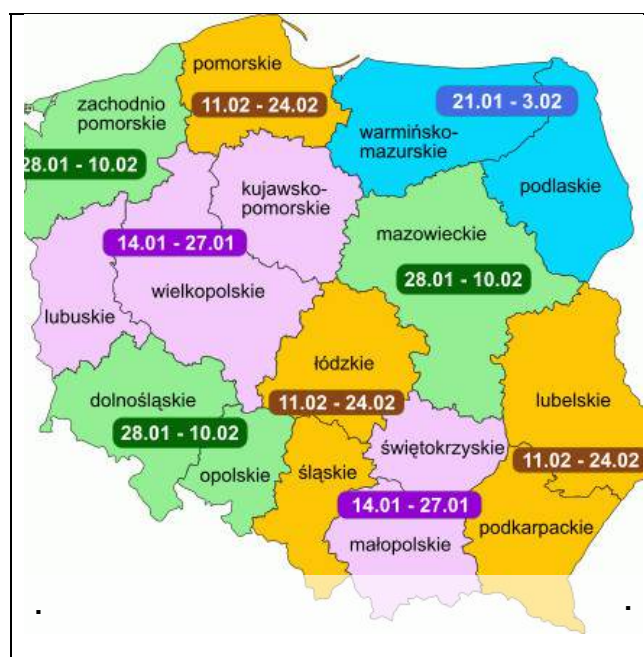 pomorskie
11.02 - 24.02
zachodnio
pomorskie
28.01 - 10.02
21.01 - 3.02
warmińsko-
mazurskie
podlaskie
kujawsko-
pomorskie
mazowieckie
14.01 - 27.01
28.01 - 10.02
wielkopolskie
lubuskie
łódzkie
11.02 - 24.02
dolnośląskie
28.01 - 10.02
lubelskie
opolskie
śląskie
świętokrzyskie
11.02 - 24.02
14.01 - 27.01
podkarpackie
małopolskie